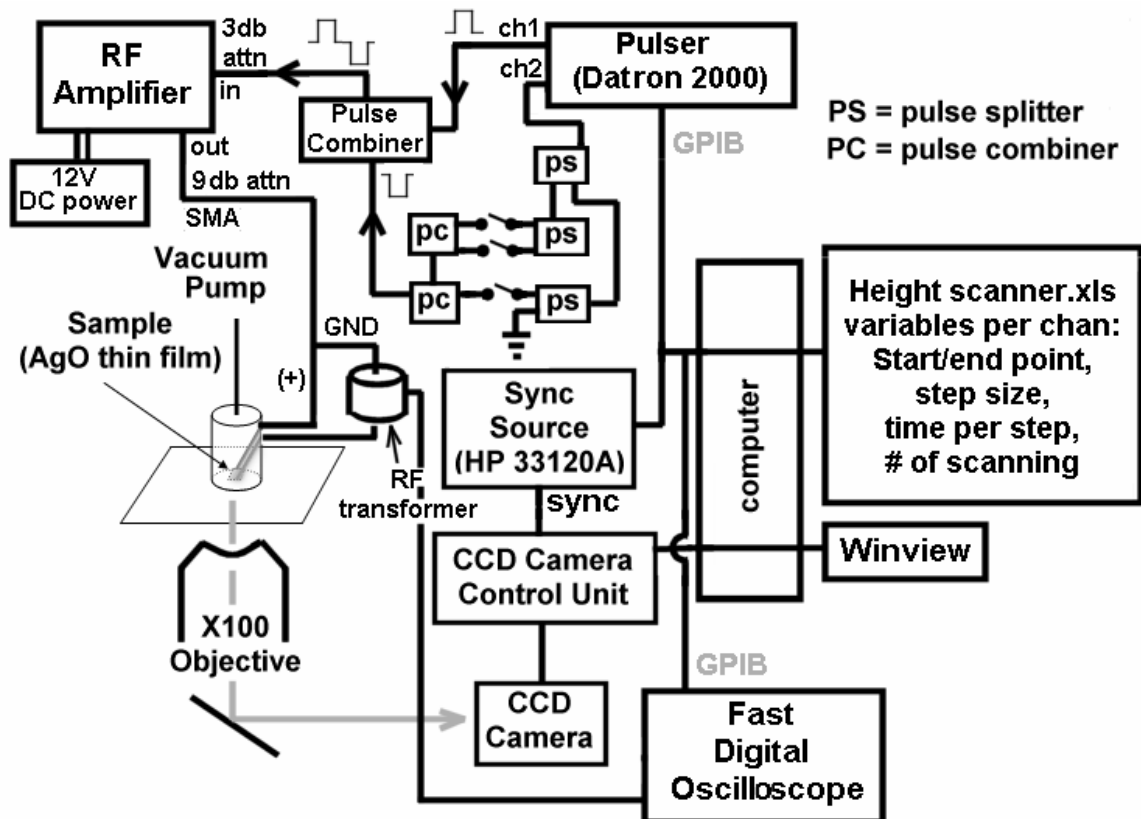 3db
attn
in
RF
Amplifier
ch1
ch2
Pulser
(Datron 2000)
Pulse
Combiner
GPIB
PS = pulse splitter
PC = pulse combiner
12V
DC power
out
9db attn
SMA
ps
pc
ps
pc
ps
Vacuum
Pump
Sample
(AgO thin film)
GND
(+)
RF
transformer
Sync
Source
(HP 33120A)
sync
computer
Height scanner.xls
variables per chan:
Start/end point,
step size,
time per step,
# of scanning
CCD Camera
Control Unit
Winview
X100
Objective
CCD
Camera
GPIB
Fast
Digital
Oscilloscope